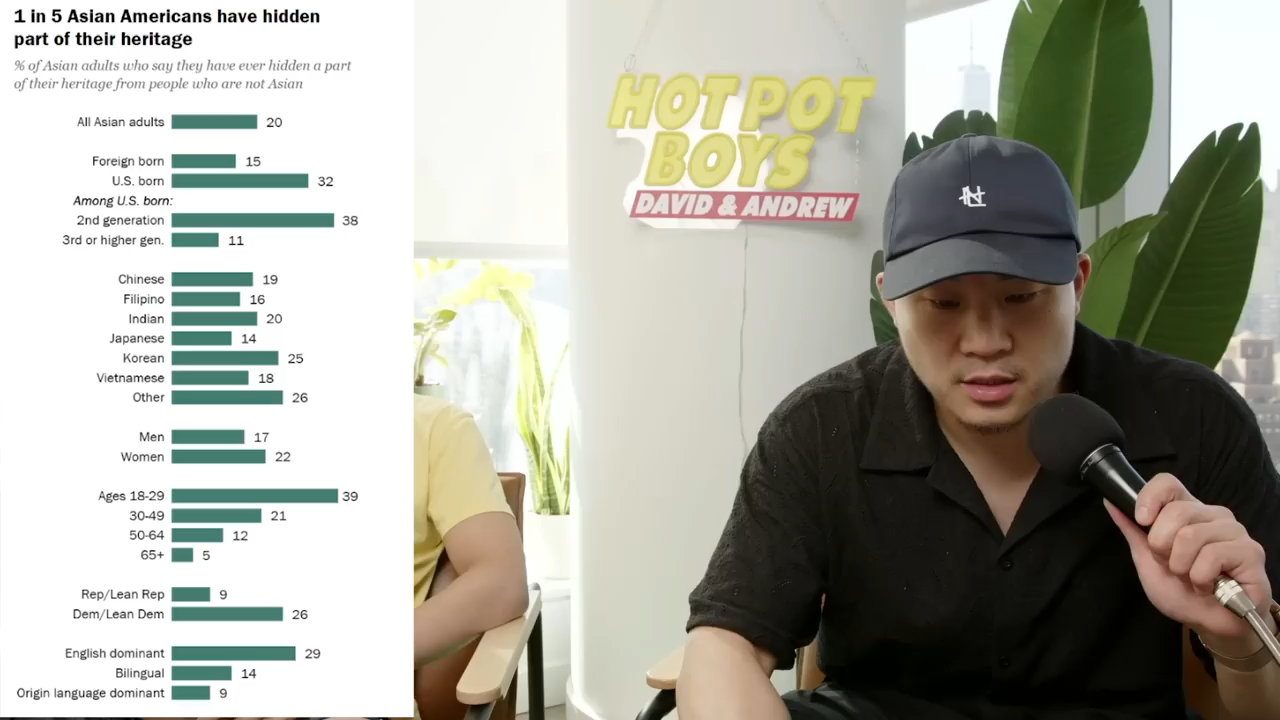 1 in 5 Asian Americans have hidden
part of their heritage
% of Asian adults who say they have ever hidden a part
of their heritage from people who are not Asian
All Asian adults 20
Foreign born 15
U.S. born 32
Among U.S. born:
2nd generation 38
3rd or higher gen. 11
Chinese 19
Filipino 16
Indian 20
Japanese 14
Korean 25
Vietnamese 18
Other 26
Men 17
Women 22
Ages 18-29 39
30-49 21
50-64 12
65+ 5
Rep/Lean Rep 9
Dem/Lean Dem 26
English dominant 29
Bilingual 14
Origin language dominant 9
HOT POT
BOYS
DAVID & ANDREW